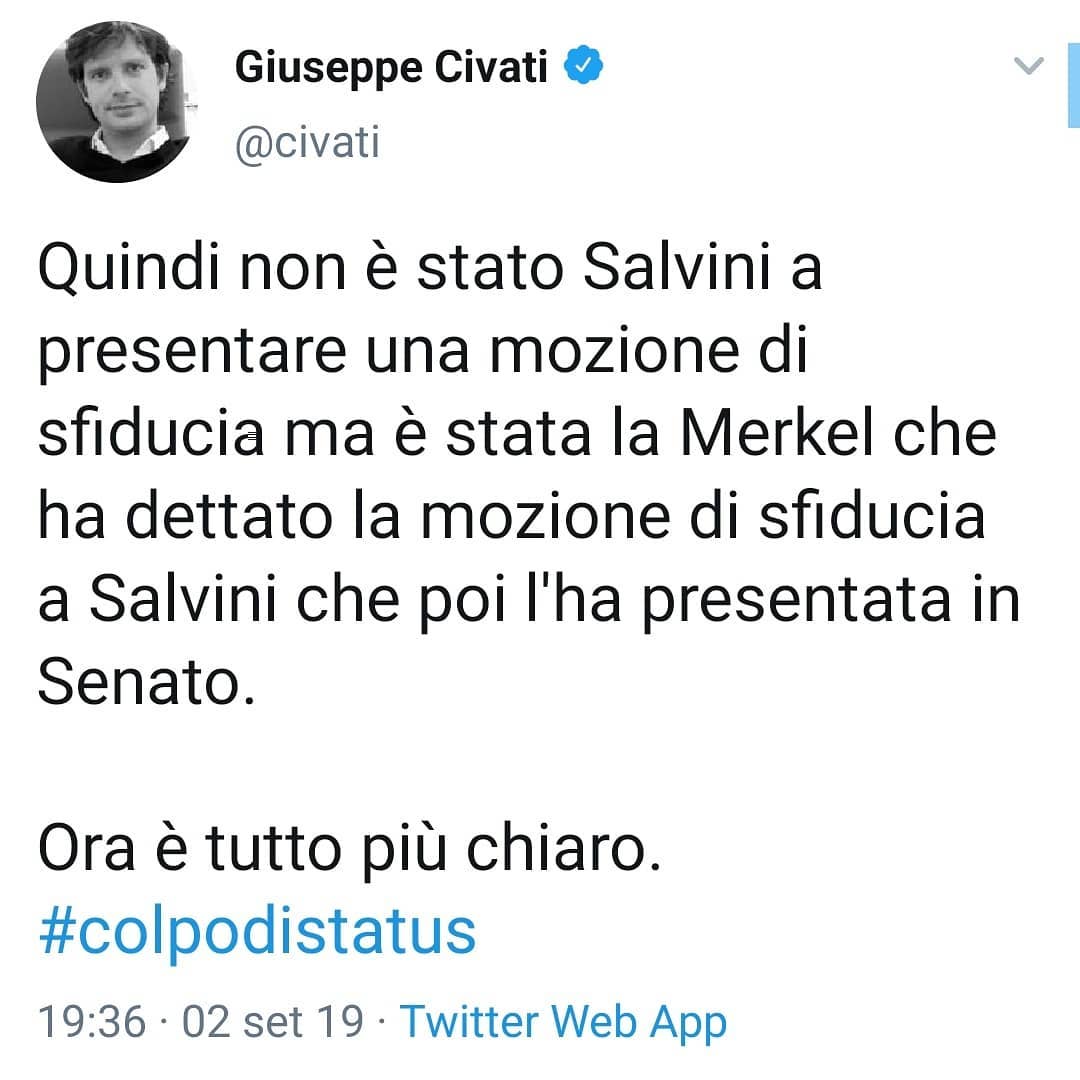 Giuseppe Civati
@civati
Quindi non è stato Salvini a
presentare una mozione di
sfiducia ma è stata la Merkel che
ha dettato la mozione di sfiducia
a Salvini che poi l'ha presentata in
Senato.
Ora è tutto più chiaro.
#colpodistatus
19:36 · 02 set 19 · Twitter Web App